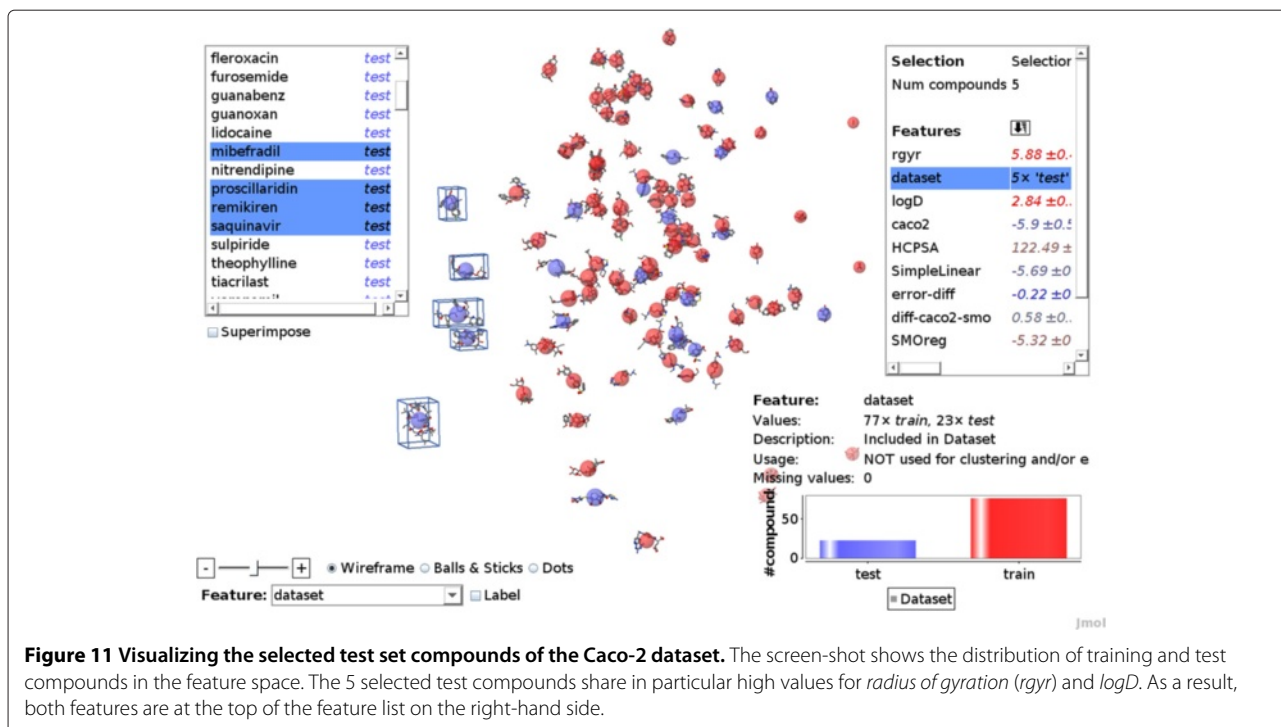 fleroxacin test
furosemide test
guanabenz test
guanoxan test
lidocaine test
mibefradil test
nitrendipine test
proscillaridin test
remikiren test
saquinavir test
sulpiride test
theophylline test
tiacrilast test
Superimpose
Selection Selection
Num compounds 5
Features
rgyr 5.88 ±0.
dataset 5× 'test'
logD 2.84 ±0..
caco2 -5.9 ±0.5
HCPSA 122.49 ±
SimpleLinear -5.69 ±0
error-diff -0.22 ±0
diff-caco2-smo 0.58 ±0..
SMOreg -5.32 ±0
Feature: dataset
Values: 77× train, 23× test
Description: Included in Dataset
Usage: NOT used for clustering and/or e
Missing values: 0
#compound
50
0
test train
Dataset
- + Wireframe Balls & Sticks Dots
Feature: dataset Label
Jmol
Figure 11 Visualizing the selected test set compounds of the Caco-2 dataset. The screen-shot shows the distribution of training and test
compounds in the feature space. The 5 selected test compounds share in particular high values for radius of gyration (rgyr) and logD. As a result,
both features are at the top of the feature list on the right-hand side.